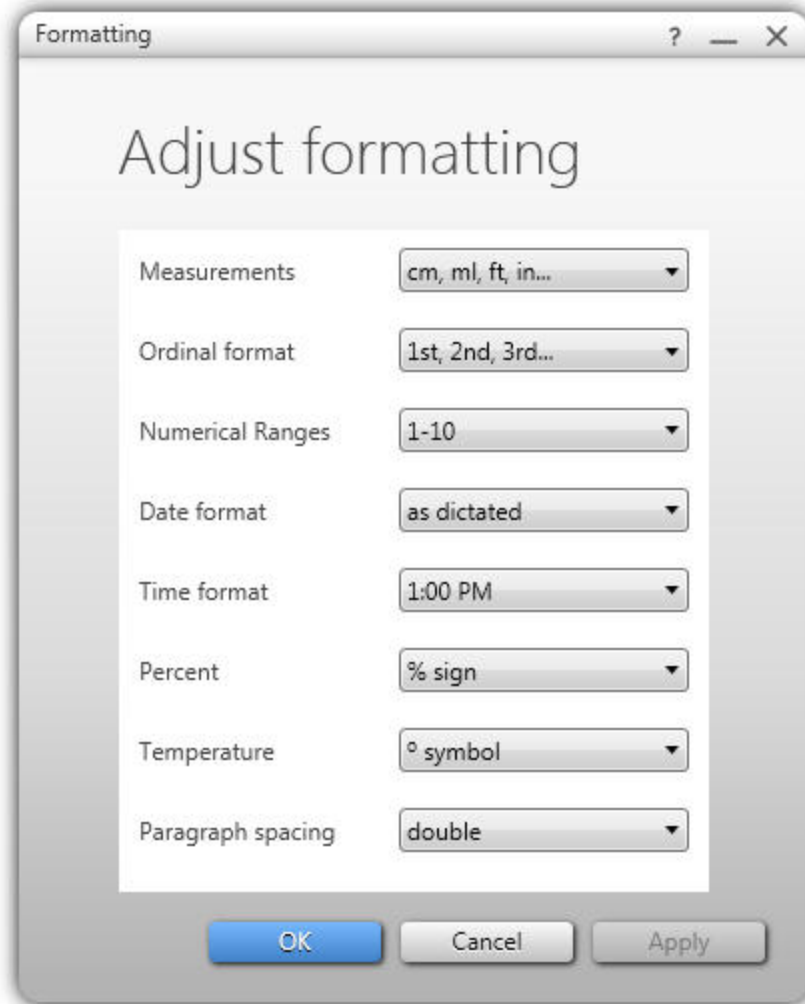 Formatting ? — ×
Adjust formatting
Measurements cm, ml, ft, in...
Ordinal format 1st, 2nd, 3rd...
Numerical Ranges 1-10
Date format as dictated
Time format 1:00 PM
Percent % sign
Temperature º symbol
Paragraph spacing double
OK Cancel Apply